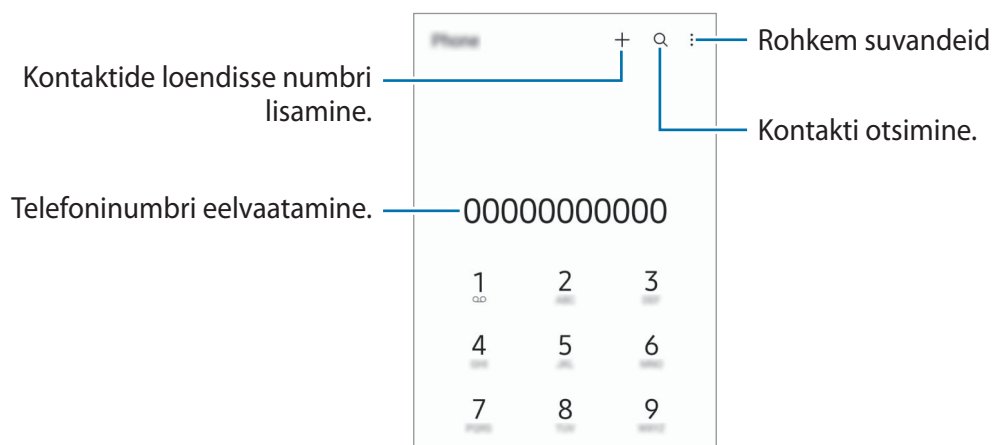 Phone
Rohkem suvandeid
Kontaktide loendisse numbri
lisamine.
Kontakti otsimine.
Telefoninumbri eelvaatamine.
00000000000
1 2 3
ABC DEF
4 5 6
GHI JKL MNO
7 8 9
PQRS TUV WXYZ